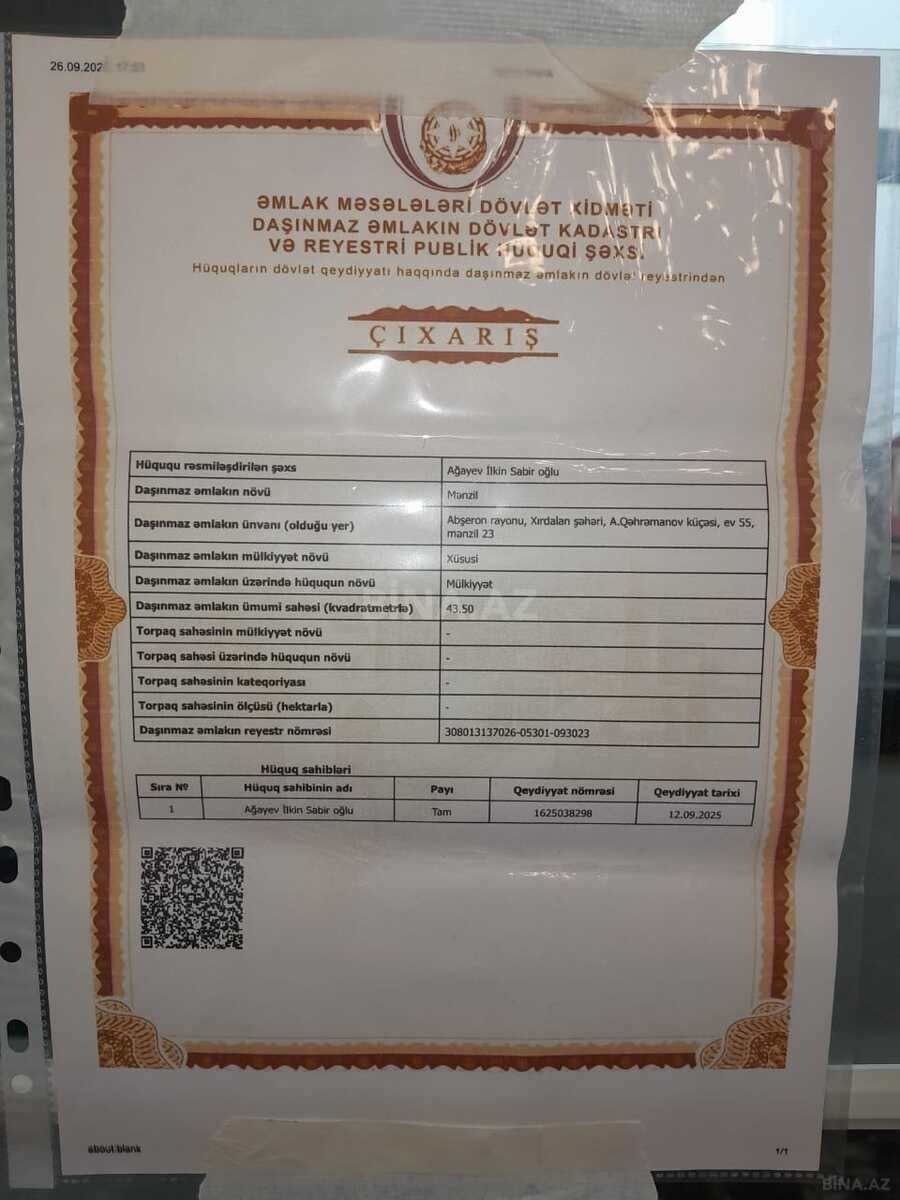 26.09.202
ƏMLAK MƏSƏLƏLƏRİ DÖVLƏT XİDMƏTİ
DAŞINMAZ ƏMLAKIN DÖVLƏT KADASTRI
VƏ REYESTRİ PUBLİK HÜQUQİ ŞƏXSİ
Hüquqların dövlət qeydiyyatı haqqında daşınmaz əmlakın dövlət reyestrindən
ÇIXARIŞ
Hüququ rəsmiləşdirilən şəxs Ağayev İlkin Sabir oğlu
Daşınmaz əmlakın növü Mənzil
Daşınmaz əmlakın ünvanı (olduğu yer) Abşeron rayonu, Xırdalan şəhəri, A.Qəhrəmanov küçəsi, ev 55,
mənzil 23
Daşınmaz əmlakın mülkiyyət növü Xüsusi
Daşınmaz əmlakın üzərində hüququn növü Mülkiyyət
Daşınmaz əmlakın ümumi sahəsi (kvadratmetrlə) 43.50
BİNA.AZ
Torpaq sahəsinin mülkiyyət növü -
Torpaq sahəsi üzərində hüququn növü -
Torpaq sahəsinin kateqoriyası -
Torpaq sahəsinin ölçüsü (hektarla) -
Daşınmaz əmlakın reyestr nömrəsi 308013137026-05301-093023
Hüquq sahibləri
Sıra № Hüquq sahibinin adı Payı Qeydiyyat nömrəsi Qeydiyyat tarixi
1 Ağayev İlkin Sabir oğlu Tam 1625038298 12.09.2025
about:blank 1/1
BİNA.AZ